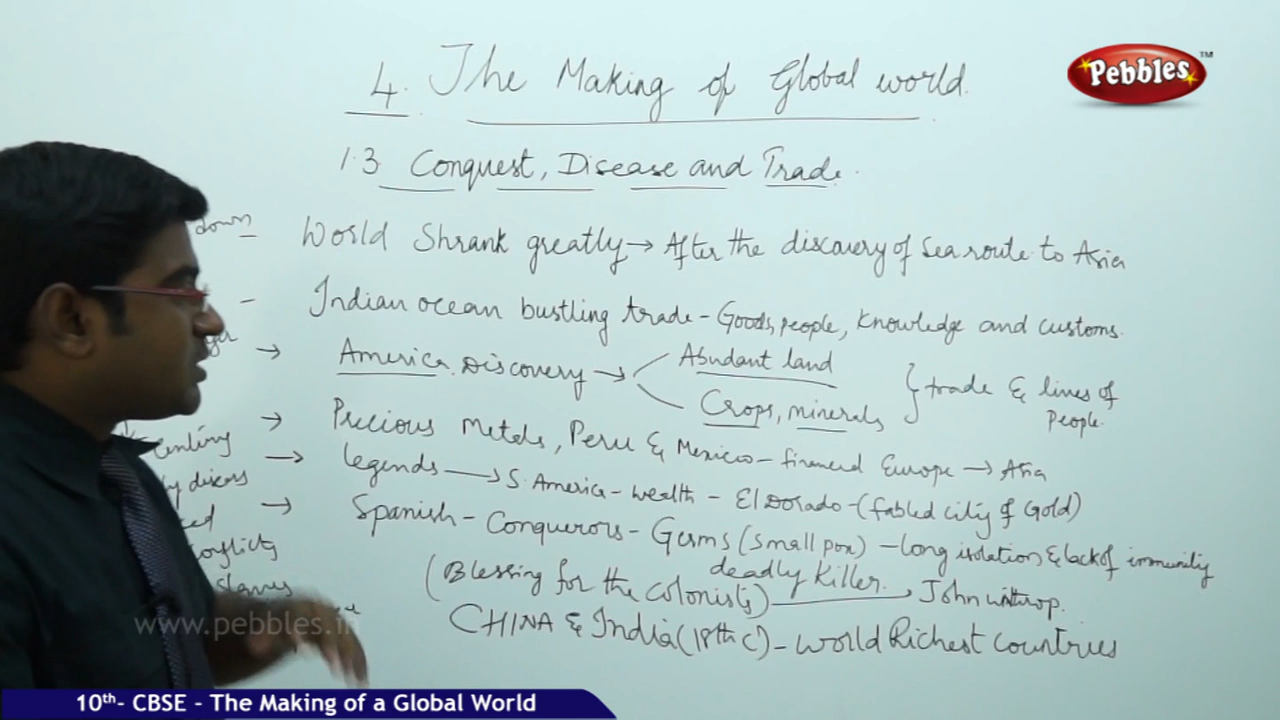 Pebbles TM
4. The Making of Global world.
1.3 Conquest, Disease and Trade.
down
World Shrank greatly → After the discovery of Sea route to Asia
Indian ocean bustling trade - Goods, people, knowledge and customs.
→ America Discovery → Abundant land
Crops, minerals } trade & lines of People.
→ Precious Metals, Peru & Mexico - financed Europe → Asia
→ Legends → S. America - wealth - El Dorado - (fabled city of Gold)
→ Spanish - Conquerors - Germs (Small pox) - long isolation & lack of immunity
deadly killer.
(Blessing for the Colonists) → John winthrop.
CHINA & India (18th C) - World Richest Countries
www.pebbles.in
10th- CBSE - The Making of a Global World